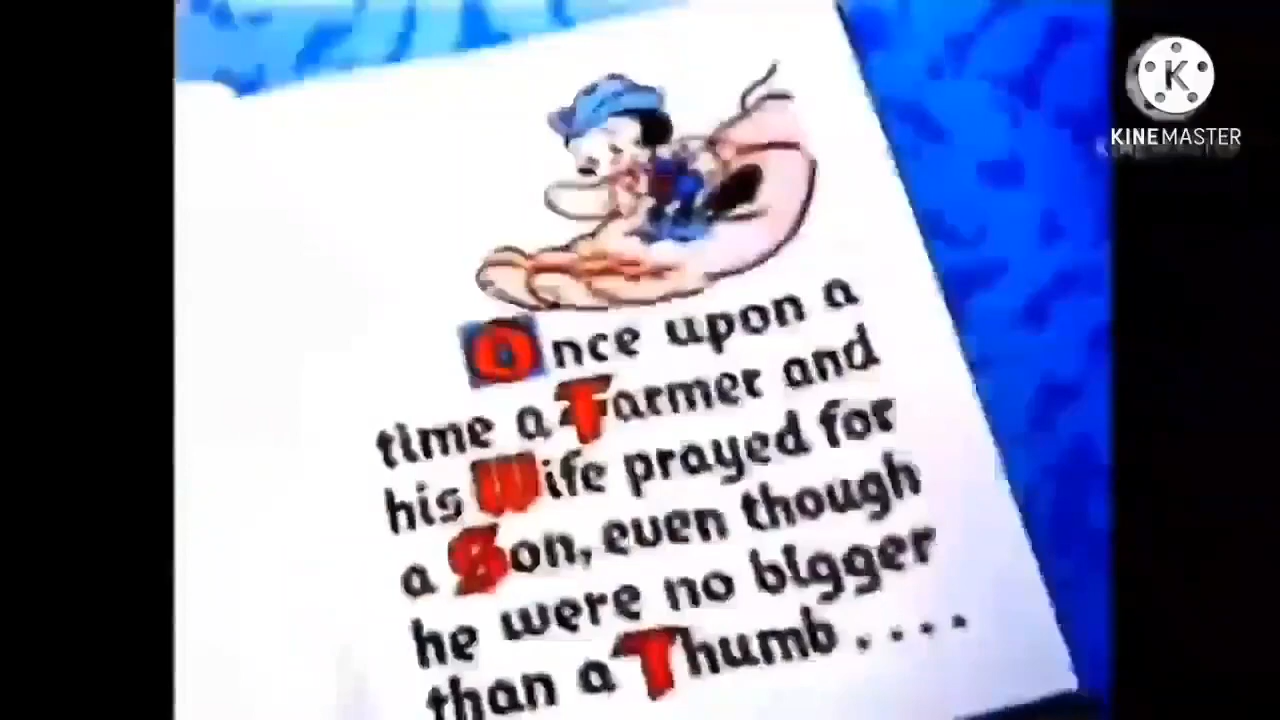 KINEMASTER
Once upon a
time a Farmer and
his Wife prayed for
a Son, even though
he were no bigger
than a Thumb....